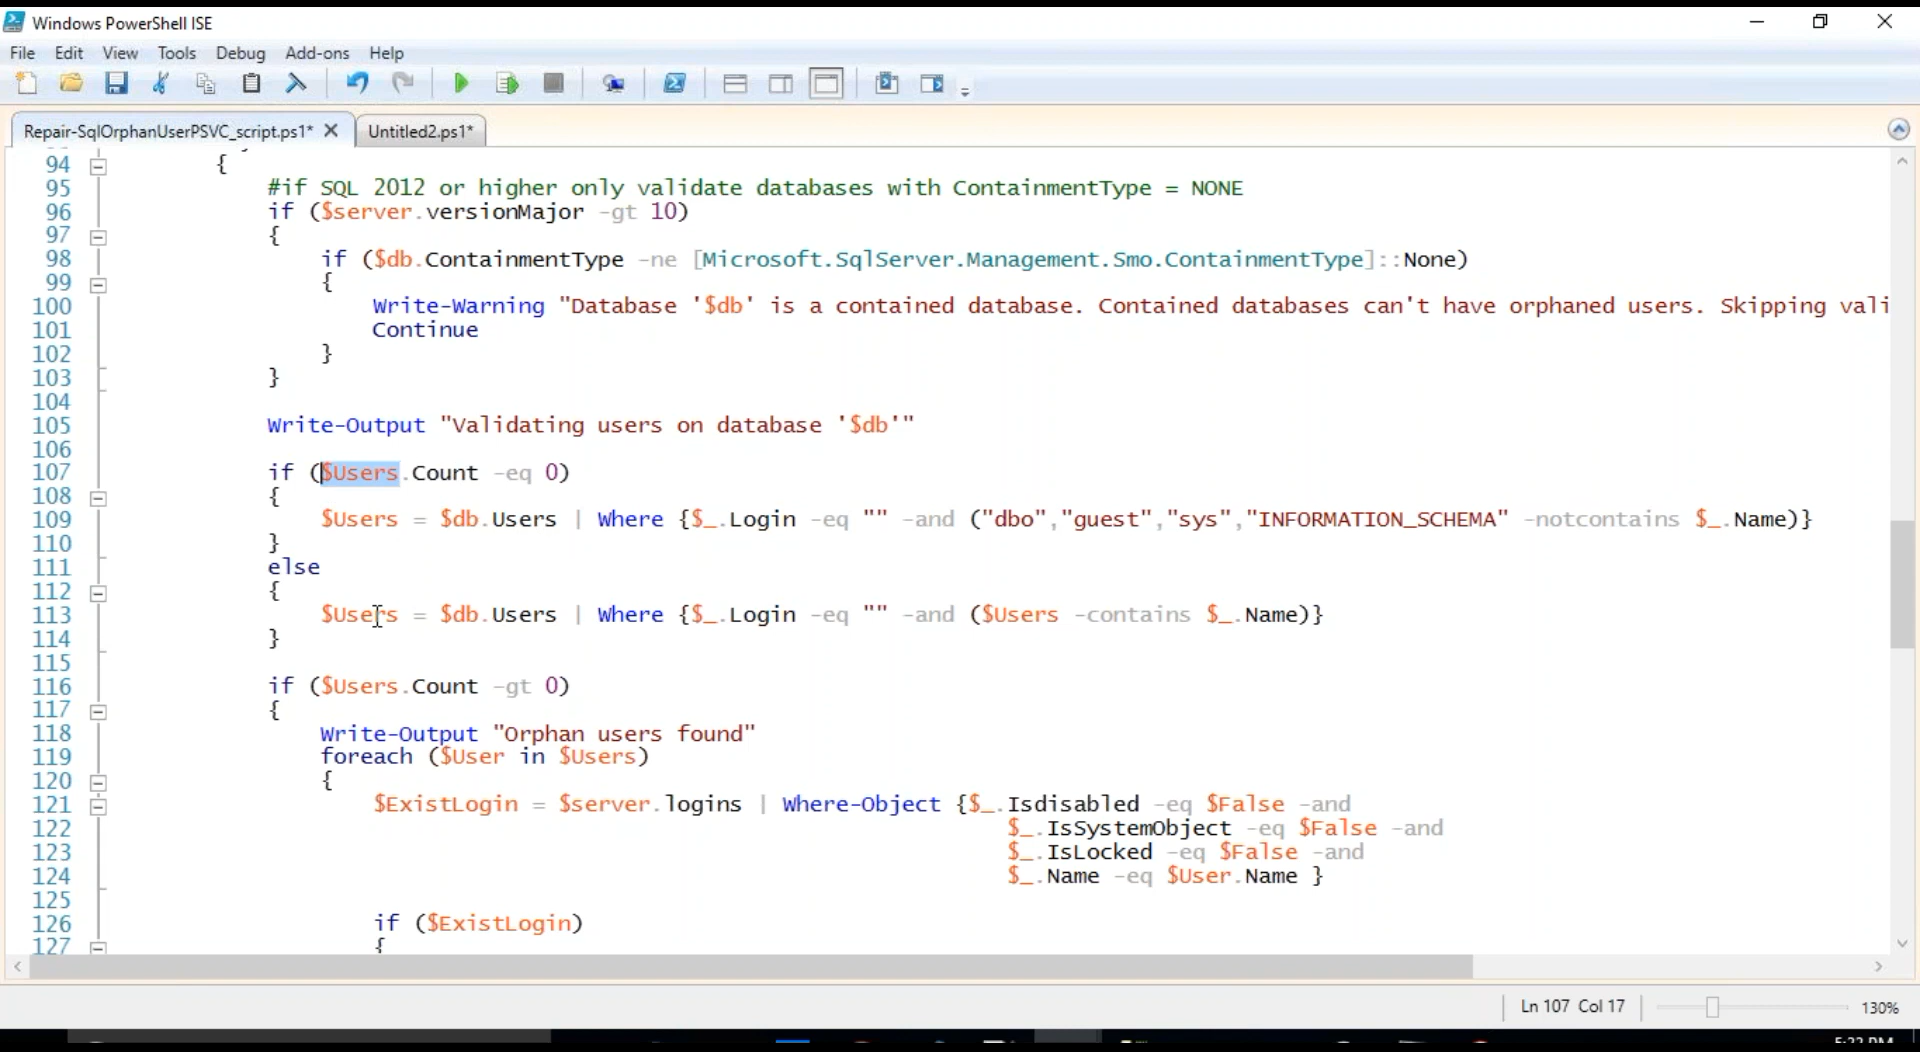 Windows PowerShell ISE
File Edit View Tools Debug Add-ons Help
Repair-SqlOrphanUserPSVC_script.ps1* Untitled2.ps1*
94 {
95 #if SQL 2012 or higher only validate databases with ContainmentType = NONE
96 if ($server.versionMajor -gt 10)
97 {
98 if ($db.ContainmentType -ne [Microsoft.SqlServer.Management.Smo.ContainmentType]::None)
99 {
100 Write-Warning "Database '$db' is a contained database. Contained databases can't have orphaned users. Skipping vali
101 Continue
102 }
103 }
104
105 Write-Output "Validating users on database '$db'"
106
107 if ($Users.Count -eq 0)
108 {
109 $Users = $db.Users | Where {$_.Login -eq "" -and ("dbo","guest","sys","INFORMATION_SCHEMA" -notcontains $_.Name)}
110 }
111 else
112 {
113 $Users = $db.Users | Where {$_.Login -eq "" -and ($Users -contains $_.Name)}
114 }
115
116 if ($Users.Count -gt 0)
117 {
118 Write-Output "Orphan users found"
119 foreach ($User in $Users)
120 {
121 $ExistLogin = $server.logins | Where-Object {$_.Isdisabled -eq $False -and
122 $_.IsSystemObject -eq $False -and
123 $_.IsLocked -eq $False -and
124 $_.Name -eq $User.Name }
125
126 if ($ExistLogin)
127 {
Ln 107 Col 17 130%